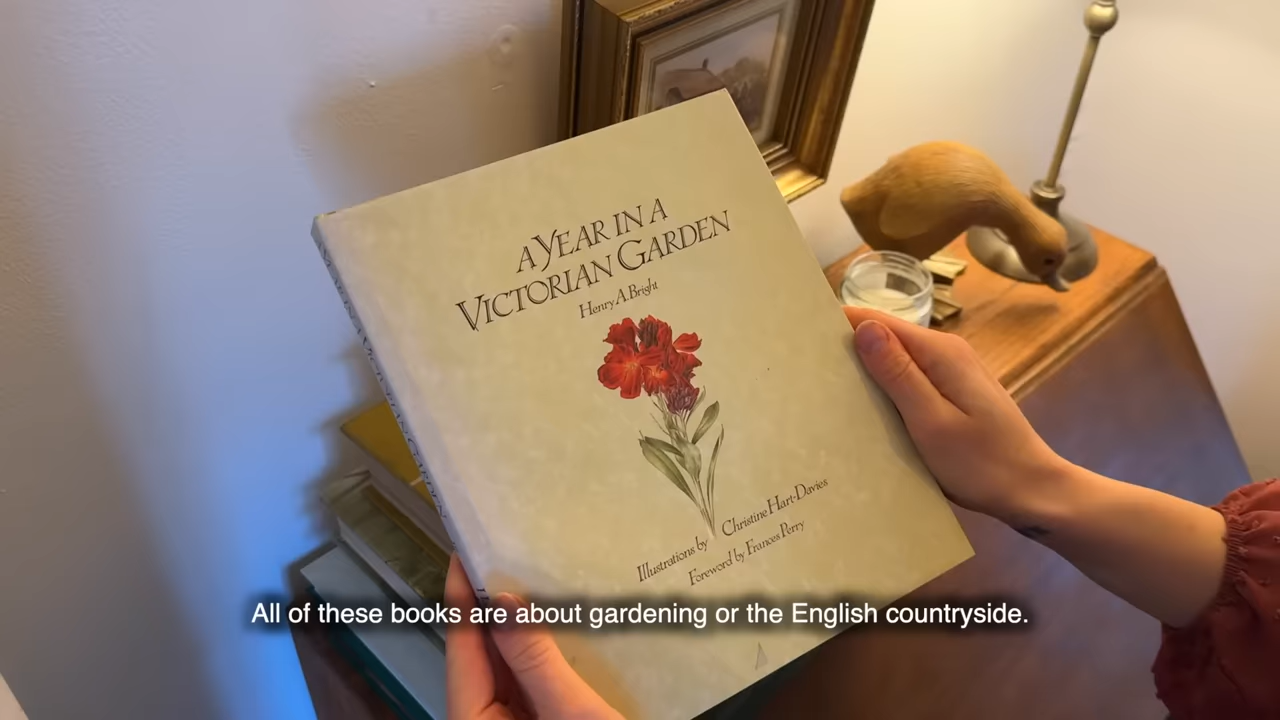 A YEAR IN A
VICTORIAN GARDEN
Henry A. Bright
Illustrations by Christine Hart-Davies
Foreword by Frances Perry
All of these books are about gardening or the English countryside.